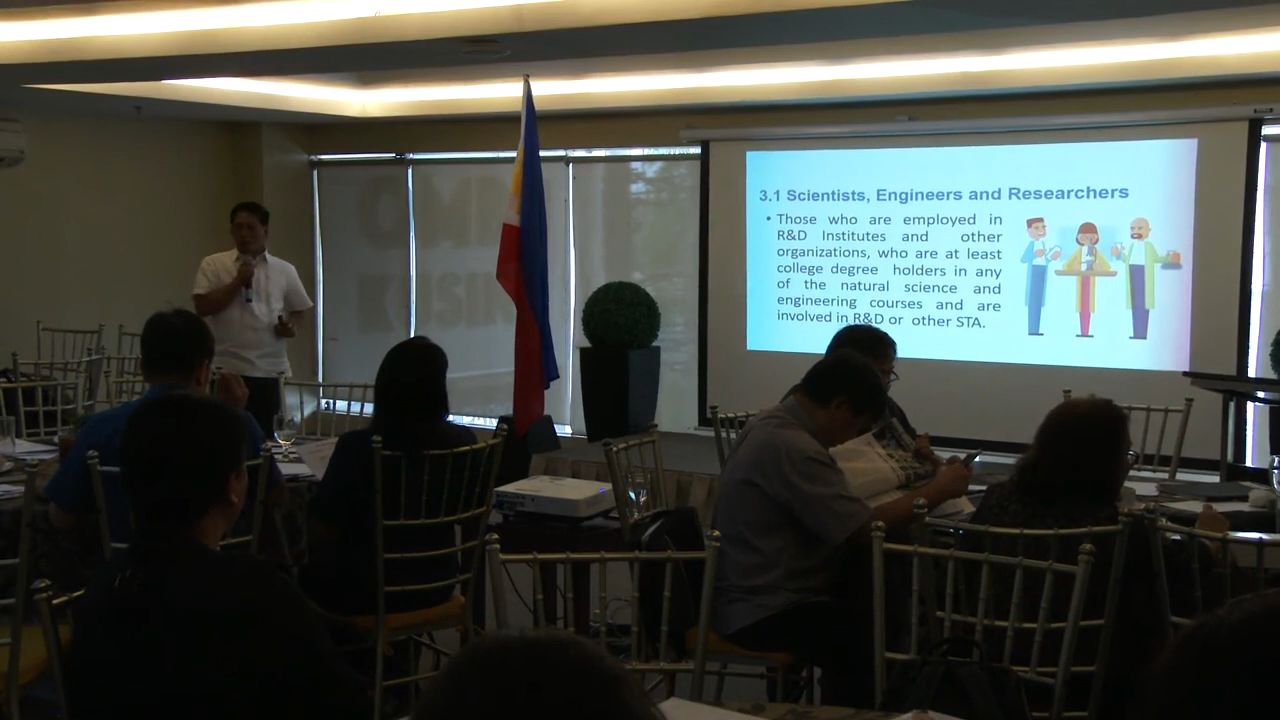 3.1 Scientists, Engineers and Researchers
• Those who are employed in
R&D Institutes and other
organizations, who are at least
college degree holders in any
of the natural science and
engineering courses and are
involved in R&D or other STA.